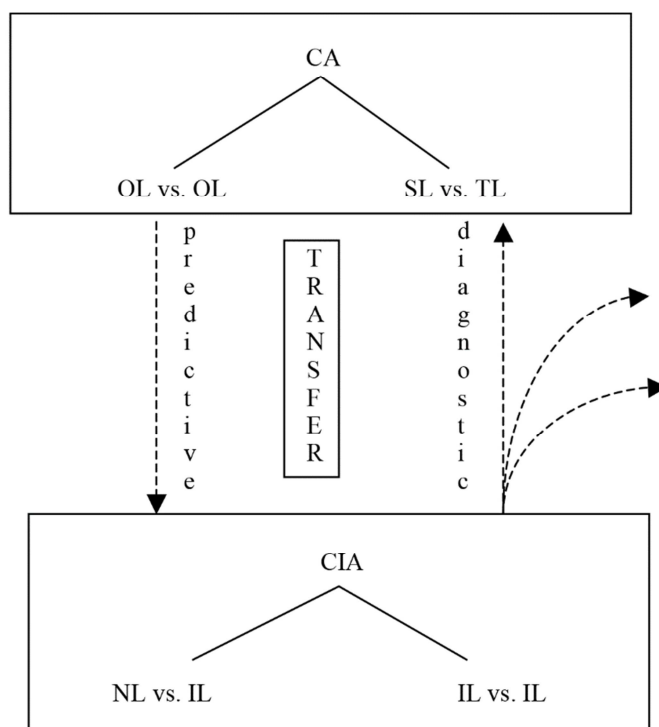 CA
OL vs. OL
SL vs. TL
predictive
TRANSFER
diagnostic
CIA
NL vs. IL
IL vs. IL